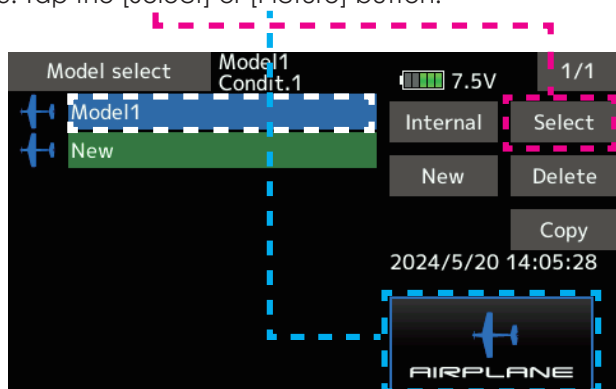 Tap the [Select] or [Picture] button.
Model select
Model1
Condit.1
7.5V
1/1
Model1
Internal
Select
New
New
Delete
Copy
2024/5/20 14:05:28
AIRPLANE